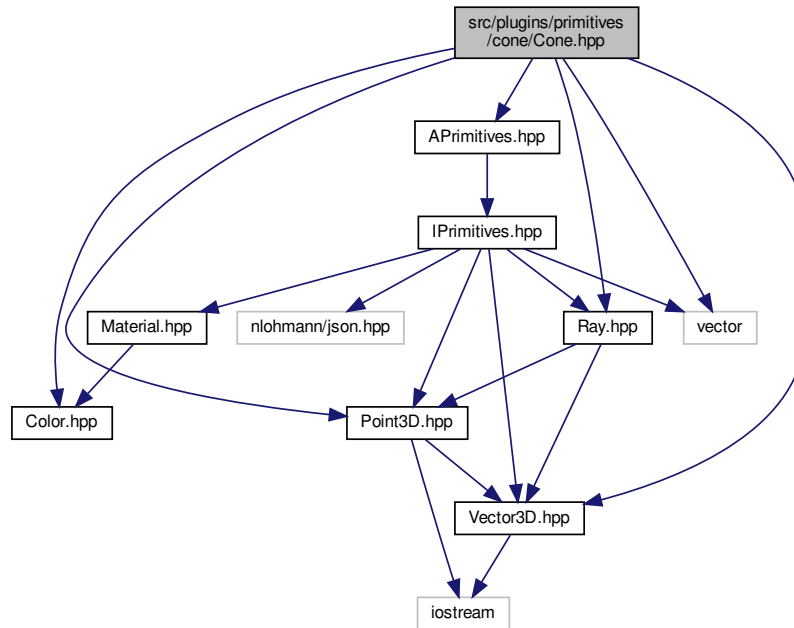 src/plugins/primitives
/cone/Cone.hpp
APrimitives.hpp
IPrimitives.hpp
Material.hpp
nlohmann/json.hpp
Ray.hpp
vector
Color.hpp
Point3D.hpp
Vector3D.hpp
iostream